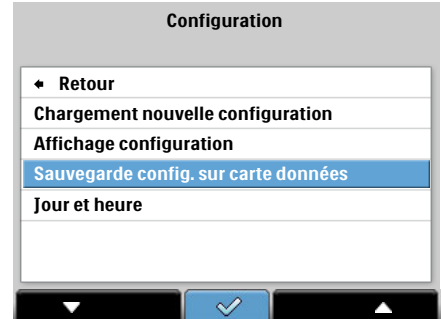 Configuration
Retour
Chargement nouvelle configuration
Affichage configuration
Sauvegarde config. sur carte données
Jour et heure